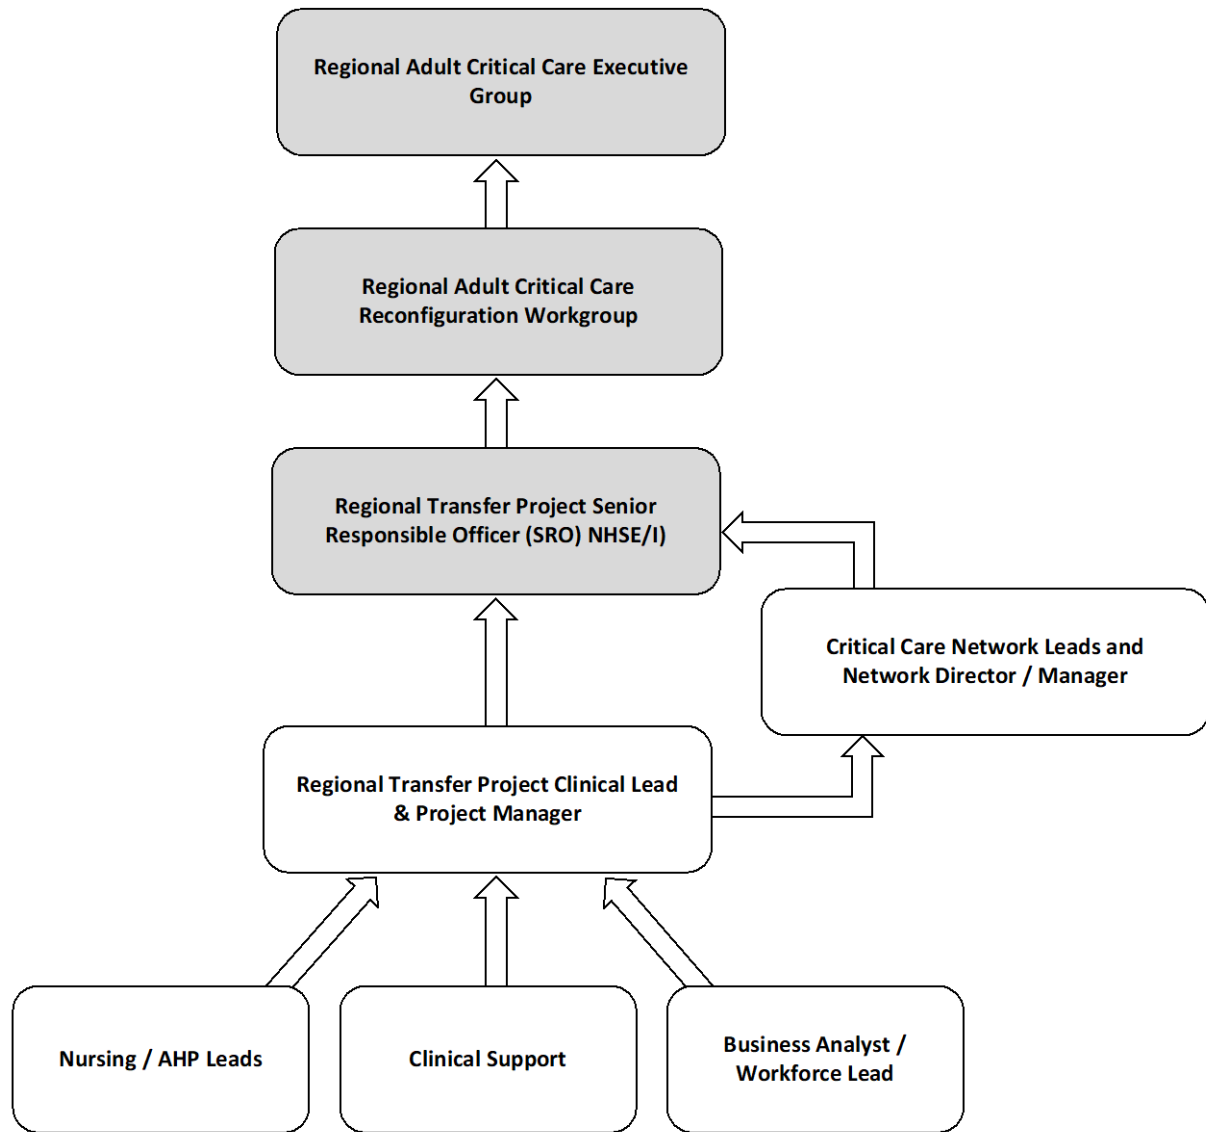 Regional Adult Critical Care Executive
Group
Regional Adult Critical Care
Reconfiguration Workgroup
Regional Transfer Project Senior
Responsible Officer (SRO) NHSE/I)
Critical Care Network Leads and
Network Director / Manager
Regional Transfer Project Clinical Lead
& Project Manager
Nursing / AHP Leads
Clinical Support
Business Analyst /
Workforce Lead